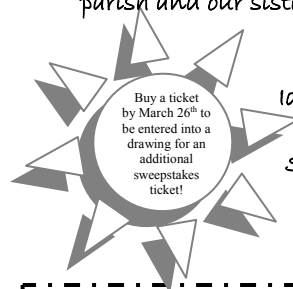 parish and our sist
Buy a ticket
by March 26th to
be entered into a
drawing for an
additional
sweepstakes
ticket!